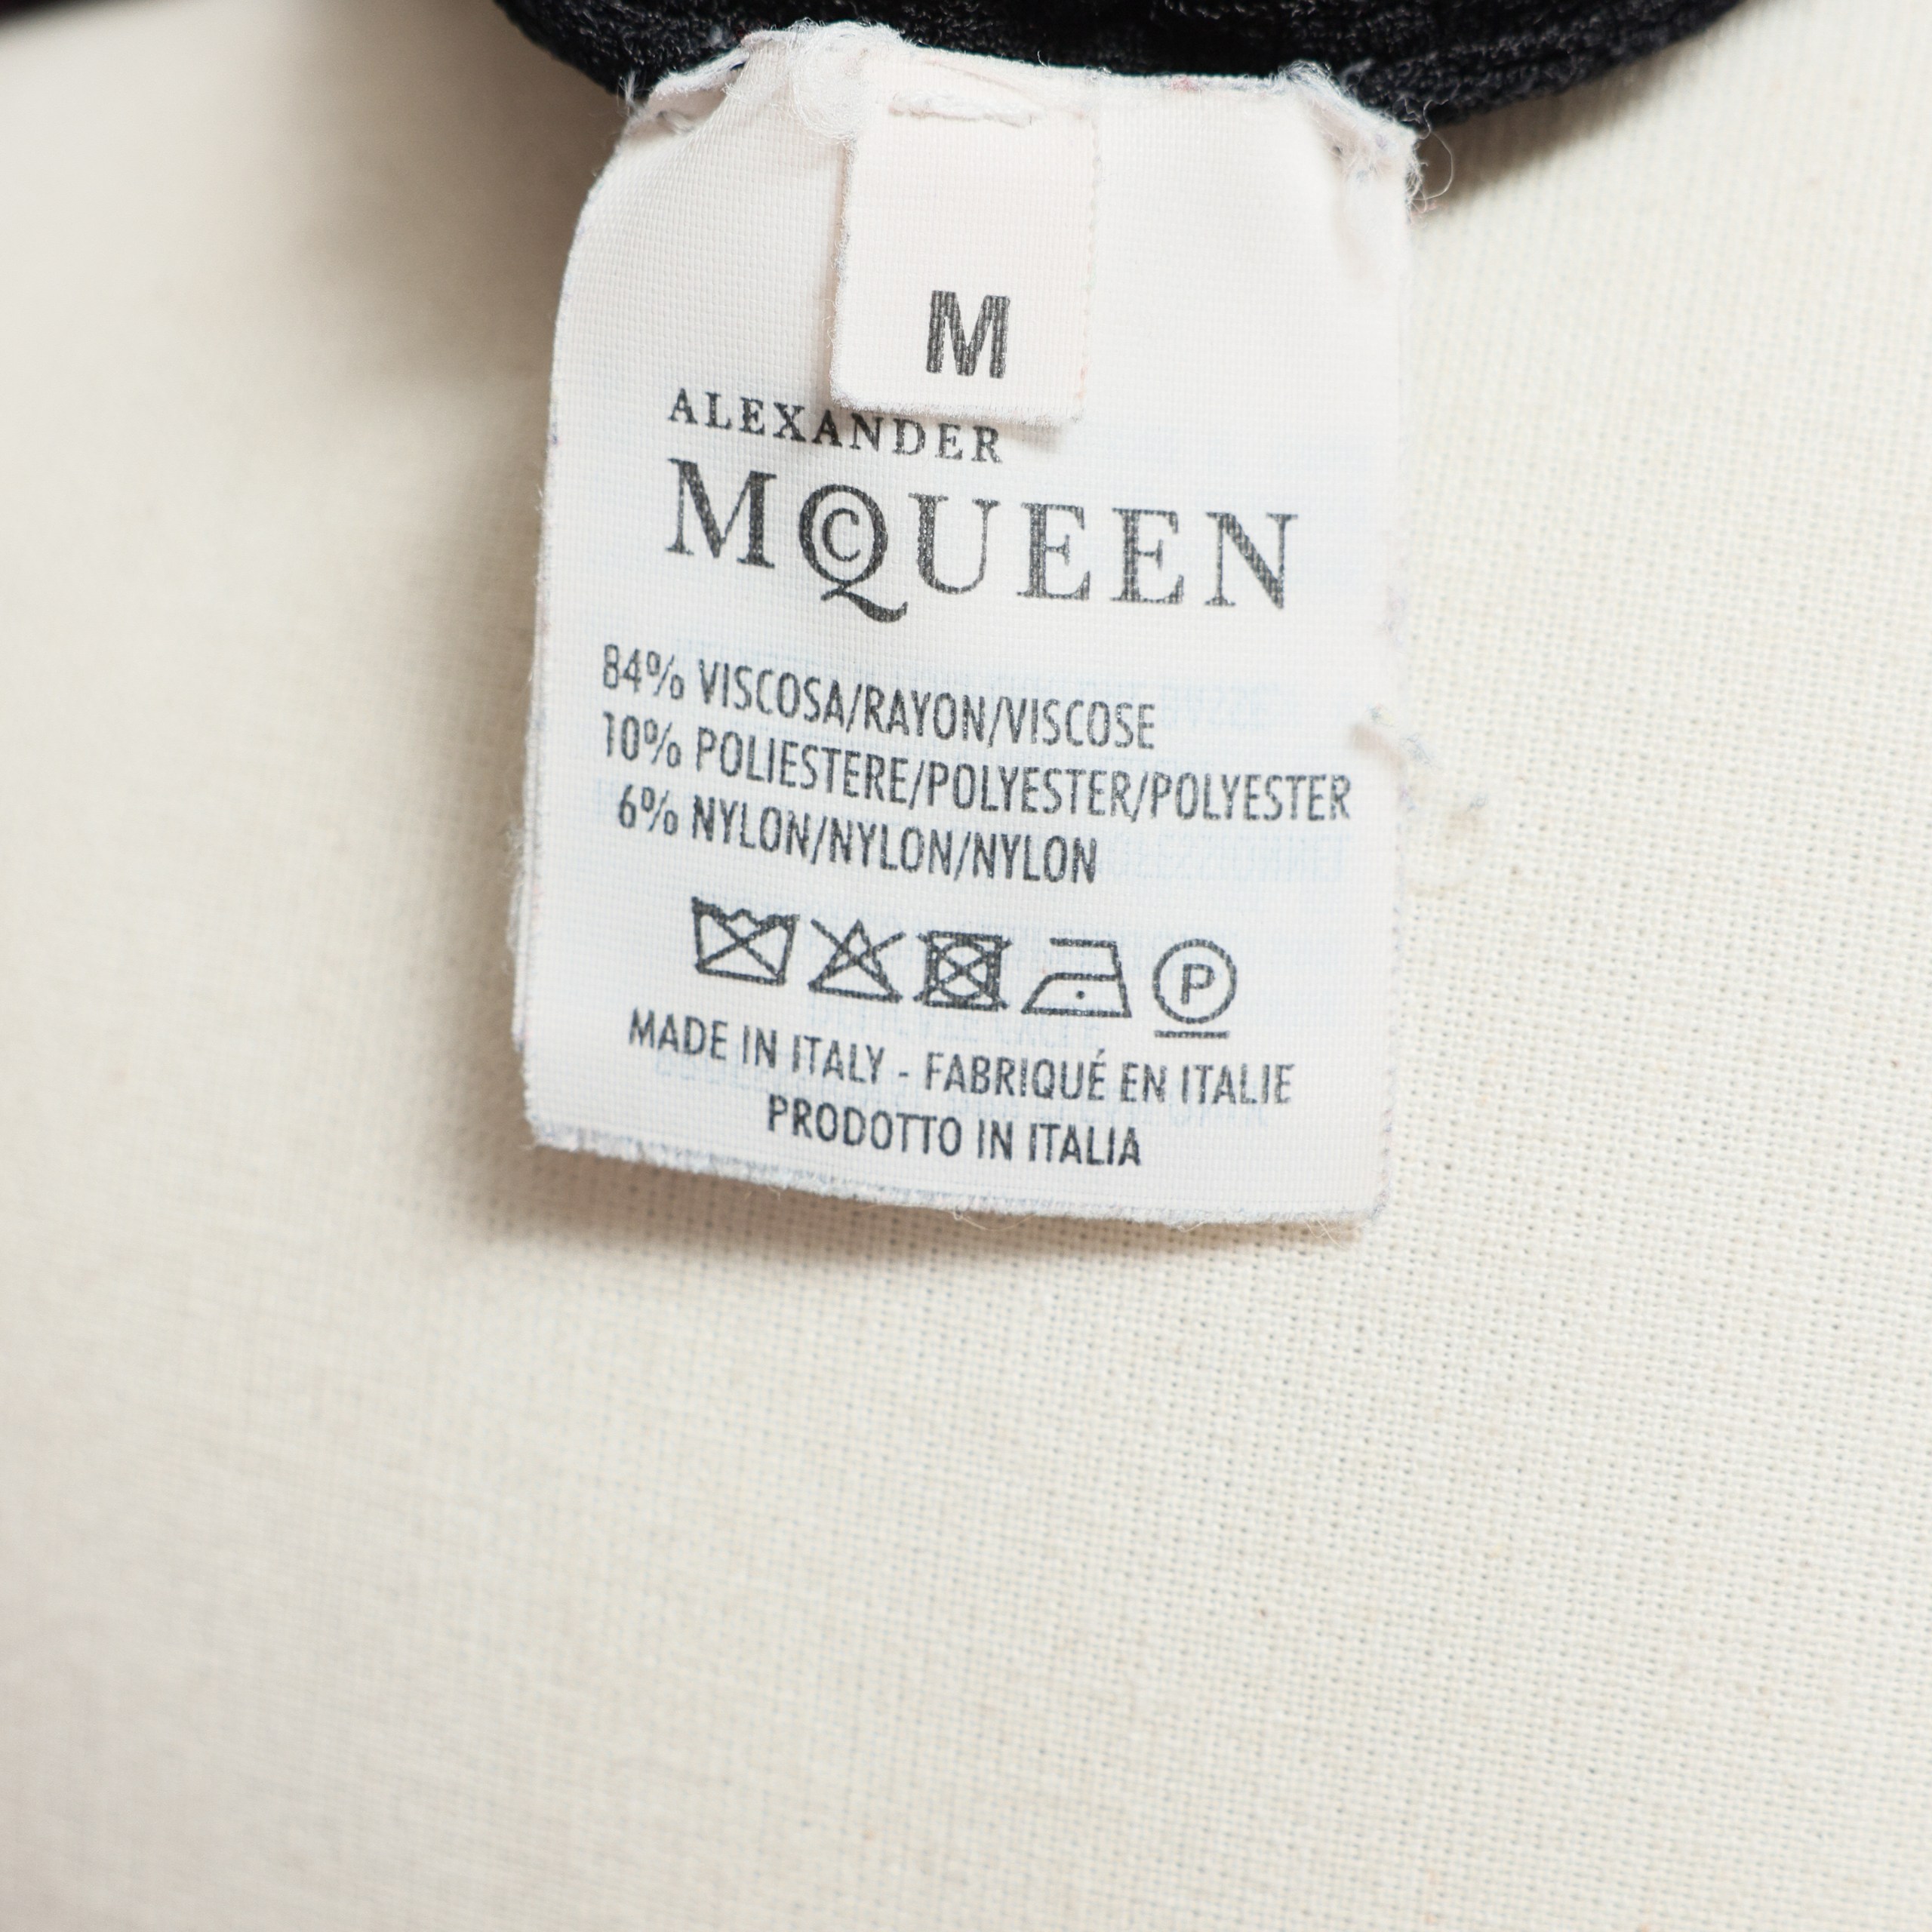 M
ALEXANDER
MCQUEEN
84% VISCOSA/RAYON/VISCOSE
10% POLIESTERE/POLYESTER/POLYESTER
6% NYLON/NYLON/NYLON
P
MADE IN ITALY - FABRIQUÉ EN ITALIE
PRODOTTO IN ITALIA